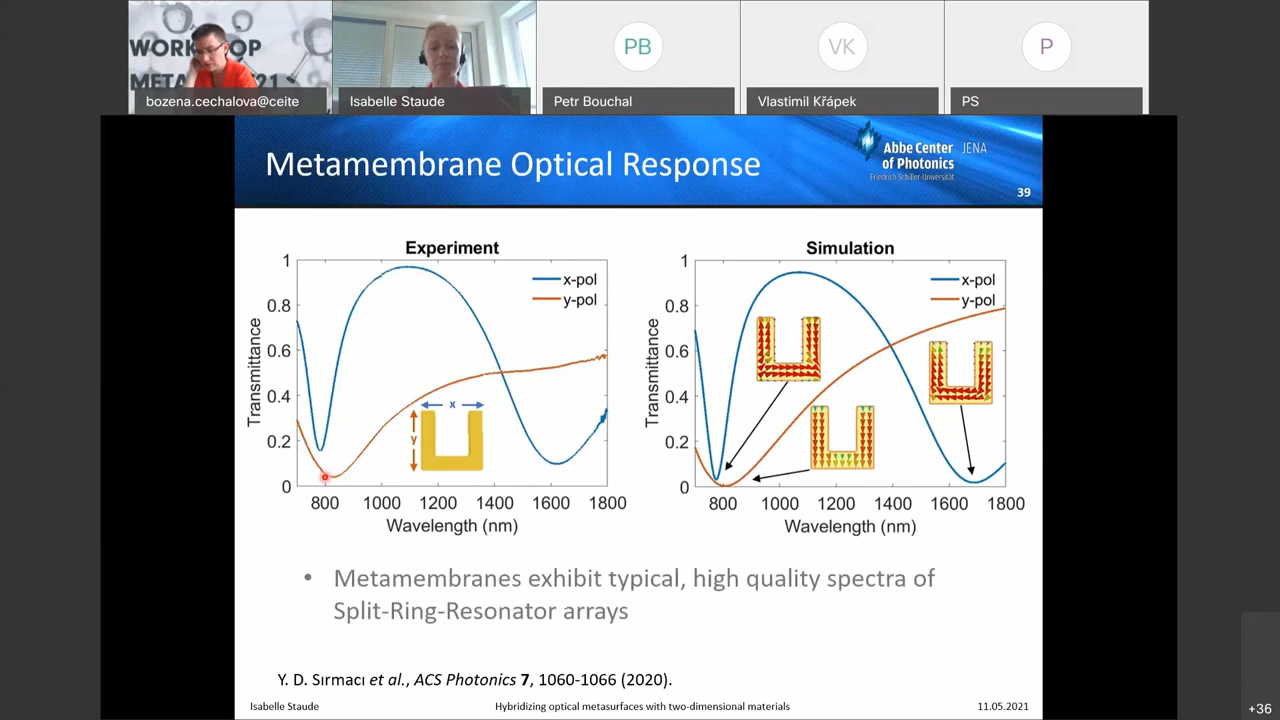 WORKSHOP
META
21
bozena.cechalova@ceite
Isabelle Staude
PB
Petr Bouchal
VK
Vlastimil Křápek
P
PS
Metamembrane Optical Response
Abbe Center
of Photonics
JENA
Friedrich-Schiller-Universität
39
Experiment
Transmittance
1
0.8
0.6
0.4
0.2
0
x-pol
y-pol
x
y
800 1000 1200 1400 1600 1800
Wavelength (nm)
Simulation
Transmittance
1
0.8
0.6
0.4
0.2
0
x-pol
y-pol
800 1000 1200 1400 1600 1800
Wavelength (nm)
• Metamembranes exhibit typical, high quality spectra of
Split-Ring-Resonator arrays
Y. D. Sırmacı et al., ACS Photonics 7, 1060-1066 (2020).
Isabelle Staude
Hybridizing optical metasurfaces with two-dimensional materials
11.05.2021
+36